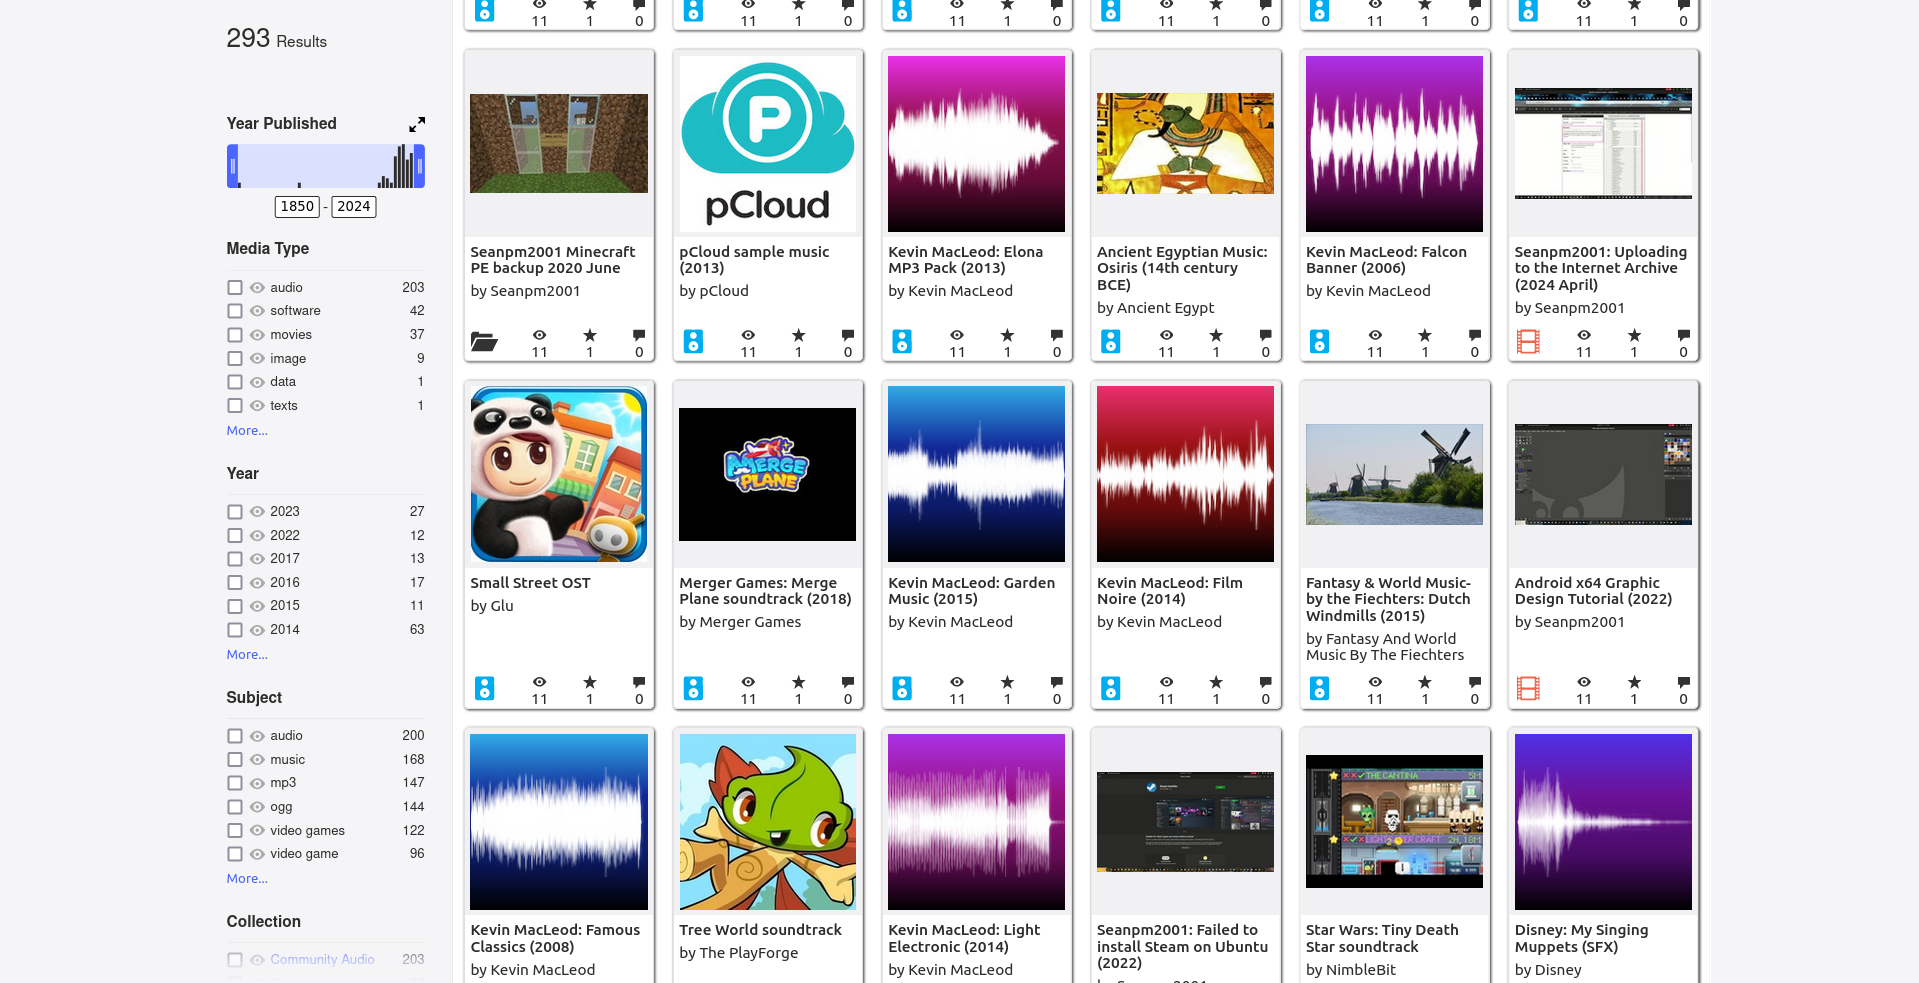 293 Results
Year Published
1850 - 2024
Media Type
audio 203
software 42
movies 37
image 9
data 1
texts 1
More...
Year
2023 27
2022 12
2017 13
2016 17
2015 11
2014 63
More...
Subject
audio 200
music 168
mp3 147
ogg 144
video games 122
video game 96
More...
Collection
Community Audio 203
11 1 0
11 1 0
11 1 0
11 1 0
11 1 0
11 1 0
Seanpm2001 Minecraft
PE backup 2020 June
by Seanpm2001
11 1 0
P
pCloud
pCloud sample music
(2013)
by pCloud
11 1 0
Kevin MacLeod: Elona
MP3 Pack (2013)
by Kevin MacLeod
11 1 0
Ancient Egyptian Music:
Osiris (14th century
BCE)
by Ancient Egypt
11 1 0
Kevin MacLeod: Falcon
Banner (2006)
by Kevin MacLeod
11 1 0
Seanpm2001: Uploading
to the Internet Archive
(2024 April)
by Seanpm2001
11 1 0
Small Street OST
by Glu
11 1 0
MERGE
PLANE
Merger Games: Merge
Plane soundtrack (2018)
by Merger Games
11 1 0
Kevin MacLeod: Garden
Music (2015)
by Kevin MacLeod
11 1 0
Kevin MacLeod: Film
Noire (2014)
by Kevin MacLeod
11 1 0
Fantasy & World Music-
by the Fiechters: Dutch
Windmills (2015)
by Fantasy And World
Music By The Fiechters
11 1 0
Android x64 Graphic
Design Tutorial (2022)
by Seanpm2001
11 1 0
Kevin MacLeod: Famous
Classics (2008)
by Kevin MacLeod
Tree World soundtrack
by The PlayForge
Kevin MacLeod: Light
Electronic (2014)
by Kevin MacLeod
Seanpm2001: Failed to
install Steam on Ubuntu
(2022)
by Seanpm2001
THE CANTINA 5M
2H, 18M
Star Wars: Tiny Death
Star soundtrack
by NimbleBit
Disney: My Singing
Muppets (SFX)
by Disney